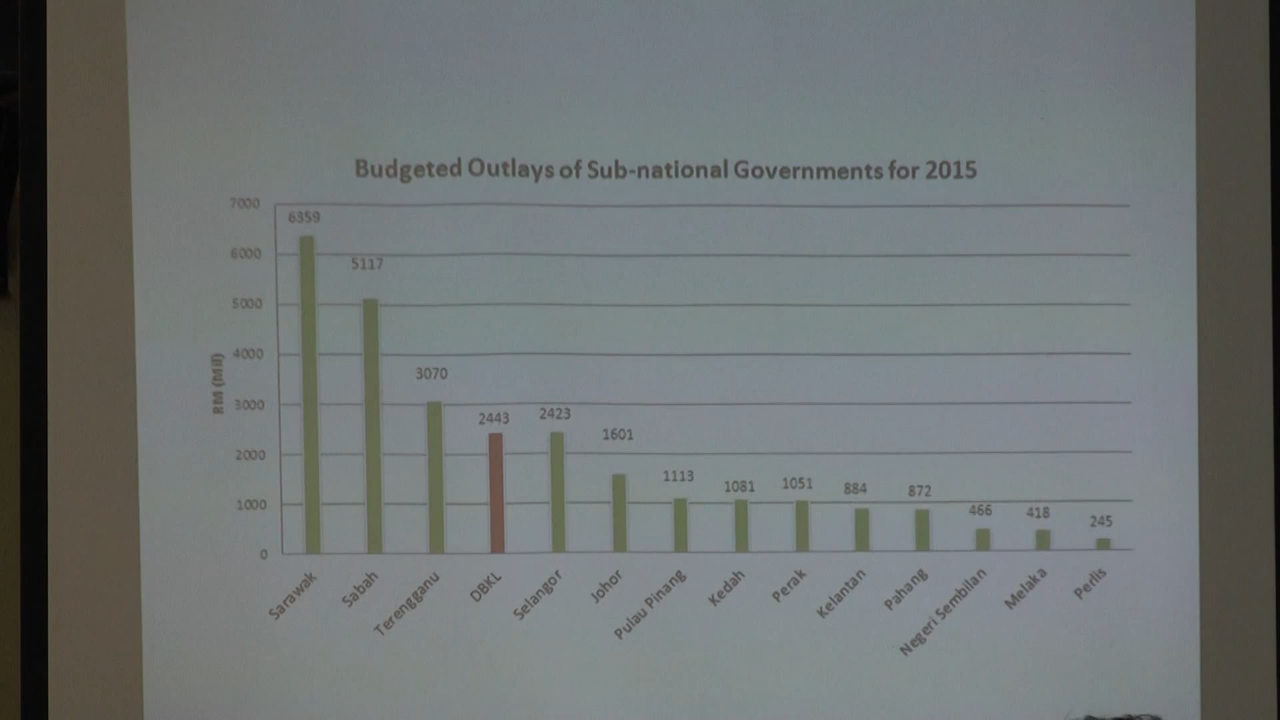 Budgeted Outlays of Sub-national Governments for 2015
RM (Mil)
7000
6000
5000
4000
3000
2000
1000
0
6359
5117
3070
2443
2423
1601
1113
1081
1051
884
872
466
418
245
Sarawak
Sabah
Terengganu
DBKL
Selangor
Johor
Pulau Pinang
Kedah
Perak
Kelantan
Pahang
Negeri Sembilan
Melaka
Perlis